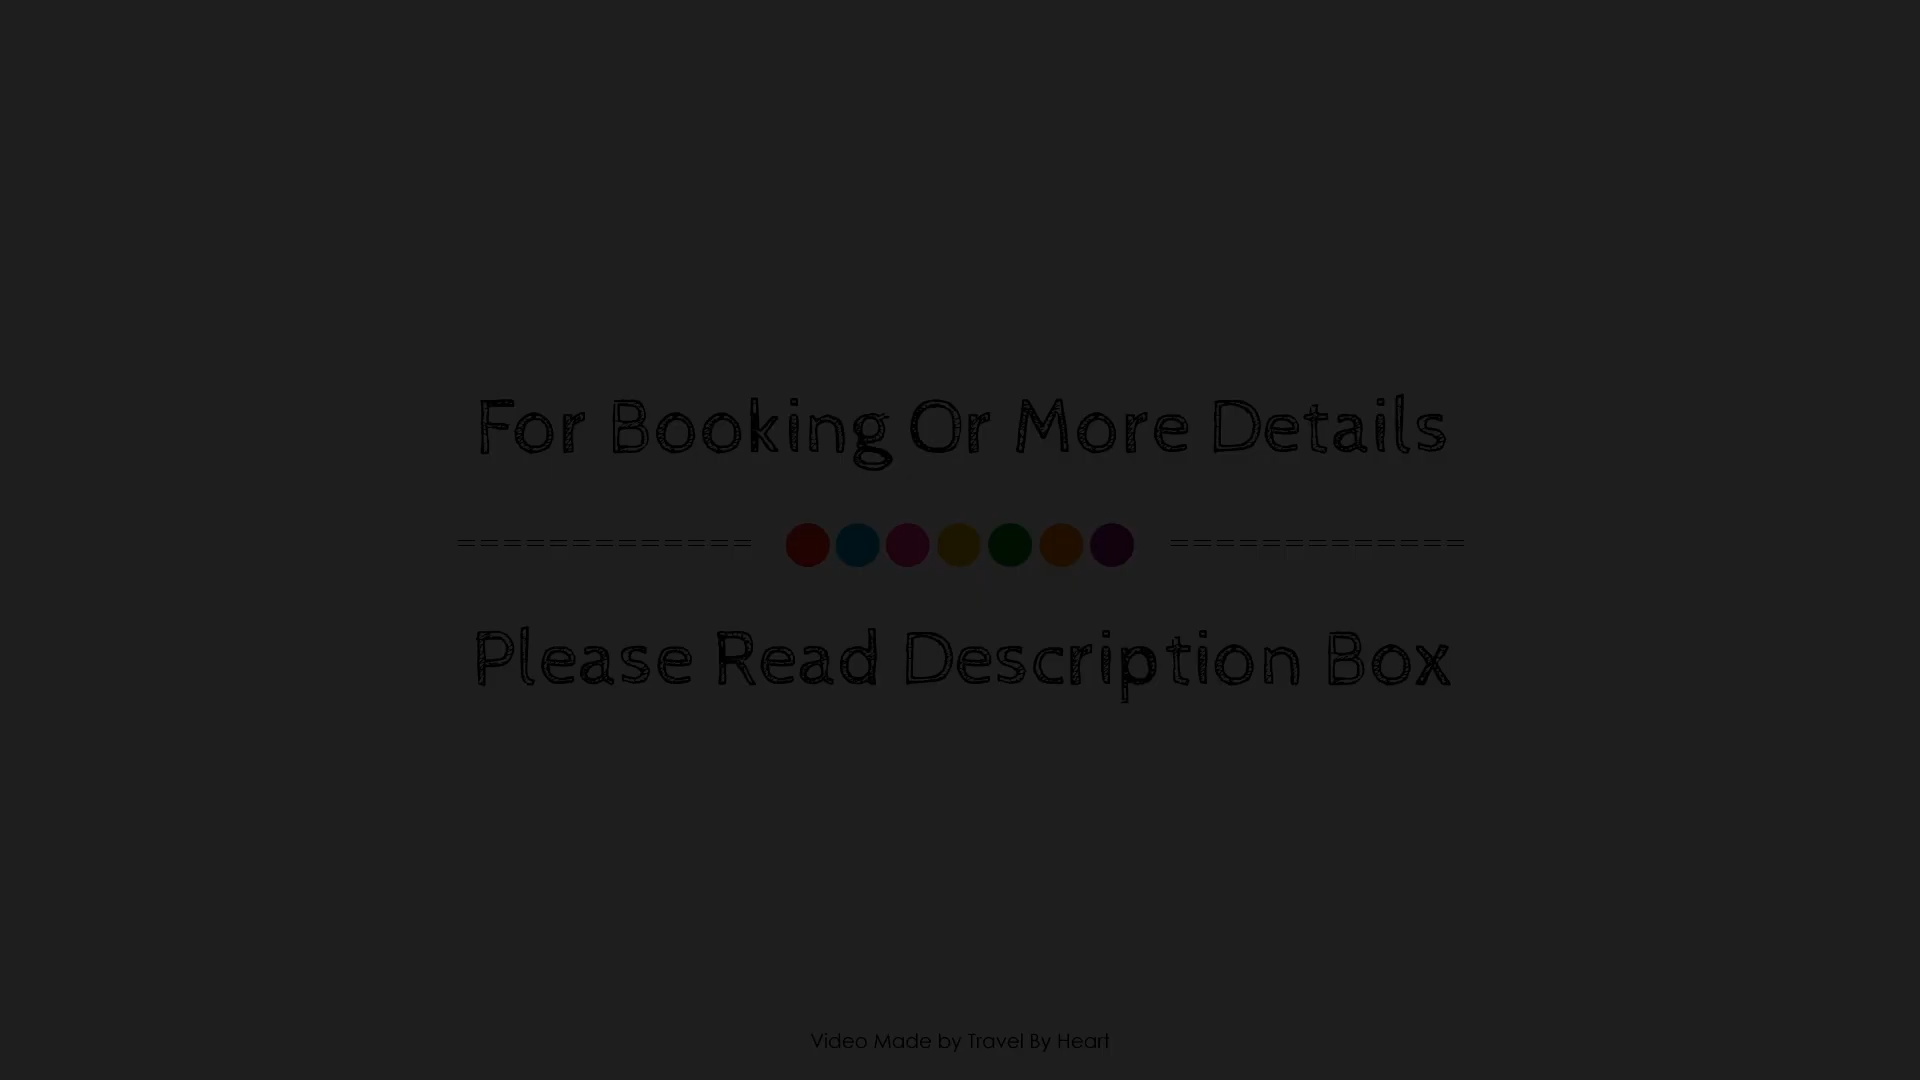 For Booking Or More Details
============= =============
Please Read Description Box
Video Made by Travel By Heart